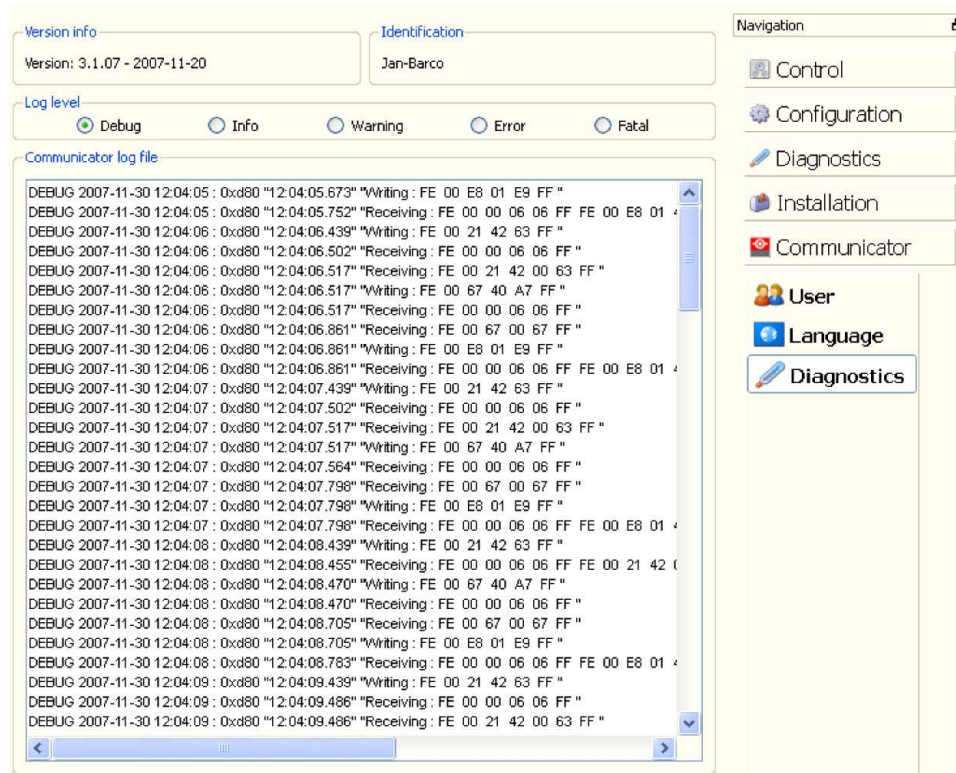 Version info
Version: 3.1.07 - 2007-11-20
Identification
Jan-Barco
Log level
Debug Info Warning Error Fatal
Communicator log file
DEBUG 2007-11-30 12:04:05 : 0xd80 "12:04:05.673" "Writing : FE 00 E8 01 E9 FF "
DEBUG 2007-11-30 12:04:05 : 0xd80 "12:04:05.752" "Receiving : FE 00 00 06 06 FF FE 00 E8 01
DEBUG 2007-11-30 12:04:06 : 0xd80 "12:04:06.439" "Writing : FE 00 21 42 63 FF "
DEBUG 2007-11-30 12:04:06 : 0xd80 "12:04:06.502" "Receiving : FE 00 00 06 06 FF "
DEBUG 2007-11-30 12:04:06 : 0xd80 "12:04:06.517" "Receiving : FE 00 21 42 00 63 FF "
DEBUG 2007-11-30 12:04:06 : 0xd80 "12:04:06.517" "Writing : FE 00 67 40 A7 FF "
DEBUG 2007-11-30 12:04:06 : 0xd80 "12:04:06.517" "Receiving : FE 00 00 06 06 FF "
DEBUG 2007-11-30 12:04:06 : 0xd80 "12:04:06.861" "Receiving : FE 00 67 00 67 FF "
DEBUG 2007-11-30 12:04:06 : 0xd80 "12:04:06.861" "Writing : FE 00 E8 01 E9 FF "
DEBUG 2007-11-30 12:04:06 : 0xd80 "12:04:06.861" "Receiving : FE 00 00 06 06 FF FE 00 E8 01
DEBUG 2007-11-30 12:04:07 : 0xd80 "12:04:07.439" "Writing : FE 00 21 42 63 FF "
DEBUG 2007-11-30 12:04:07 : 0xd80 "12:04:07.502" "Receiving : FE 00 00 06 06 FF "
DEBUG 2007-11-30 12:04:07 : 0xd80 "12:04:07.517" "Receiving : FE 00 21 42 00 63 FF "
DEBUG 2007-11-30 12:04:07 : 0xd80 "12:04:07.517" "Writing : FE 00 67 40 A7 FF "
DEBUG 2007-11-30 12:04:07 : 0xd80 "12:04:07.564" "Receiving : FE 00 00 06 06 FF "
DEBUG 2007-11-30 12:04:07 : 0xd80 "12:04:07.798" "Receiving : FE 00 67 00 67 FF "
DEBUG 2007-11-30 12:04:07 : 0xd80 "12:04:07.798" "Writing : FE 00 E8 01 E9 FF "
DEBUG 2007-11-30 12:04:07 : 0xd80 "12:04:07.798" "Receiving : FE 00 00 06 06 FF FE 00 E8 01
DEBUG 2007-11-30 12:04:08 : 0xd80 "12:04:08.439" "Writing : FE 00 21 42 63 FF "
DEBUG 2007-11-30 12:04:08 : 0xd80 "12:04:08.455" "Receiving : FE 00 00 06 06 FF FE 00 21 42
DEBUG 2007-11-30 12:04:08 : 0xd80 "12:04:08.470" "Writing : FE 00 67 40 A7 FF "
DEBUG 2007-11-30 12:04:08 : 0xd80 "12:04:08.470" "Receiving : FE 00 00 06 06 FF "
DEBUG 2007-11-30 12:04:08 : 0xd80 "12:04:08.705" "Receiving : FE 00 67 00 67 FF "
DEBUG 2007-11-30 12:04:08 : 0xd80 "12:04:08.705" "Writing : FE 00 E8 01 E9 FF "
DEBUG 2007-11-30 12:04:08 : 0xd80 "12:04:08.783" "Receiving : FE 00 00 06 06 FF FE 00 E8 01
DEBUG 2007-11-30 12:04:09 : 0xd80 "12:04:09.439" "Writing : FE 00 21 42 63 FF "
DEBUG 2007-11-30 12:04:09 : 0xd80 "12:04:09.486" "Receiving : FE 00 00 06 06 FF "
DEBUG 2007-11-30 12:04:09 : 0xd80 "12:04:09.486" "Receiving : FE 00 21 42 00 63 FF "
Navigation
Control
Configuration
Diagnostics
Installation
Communicator
User
Language
Diagnostics